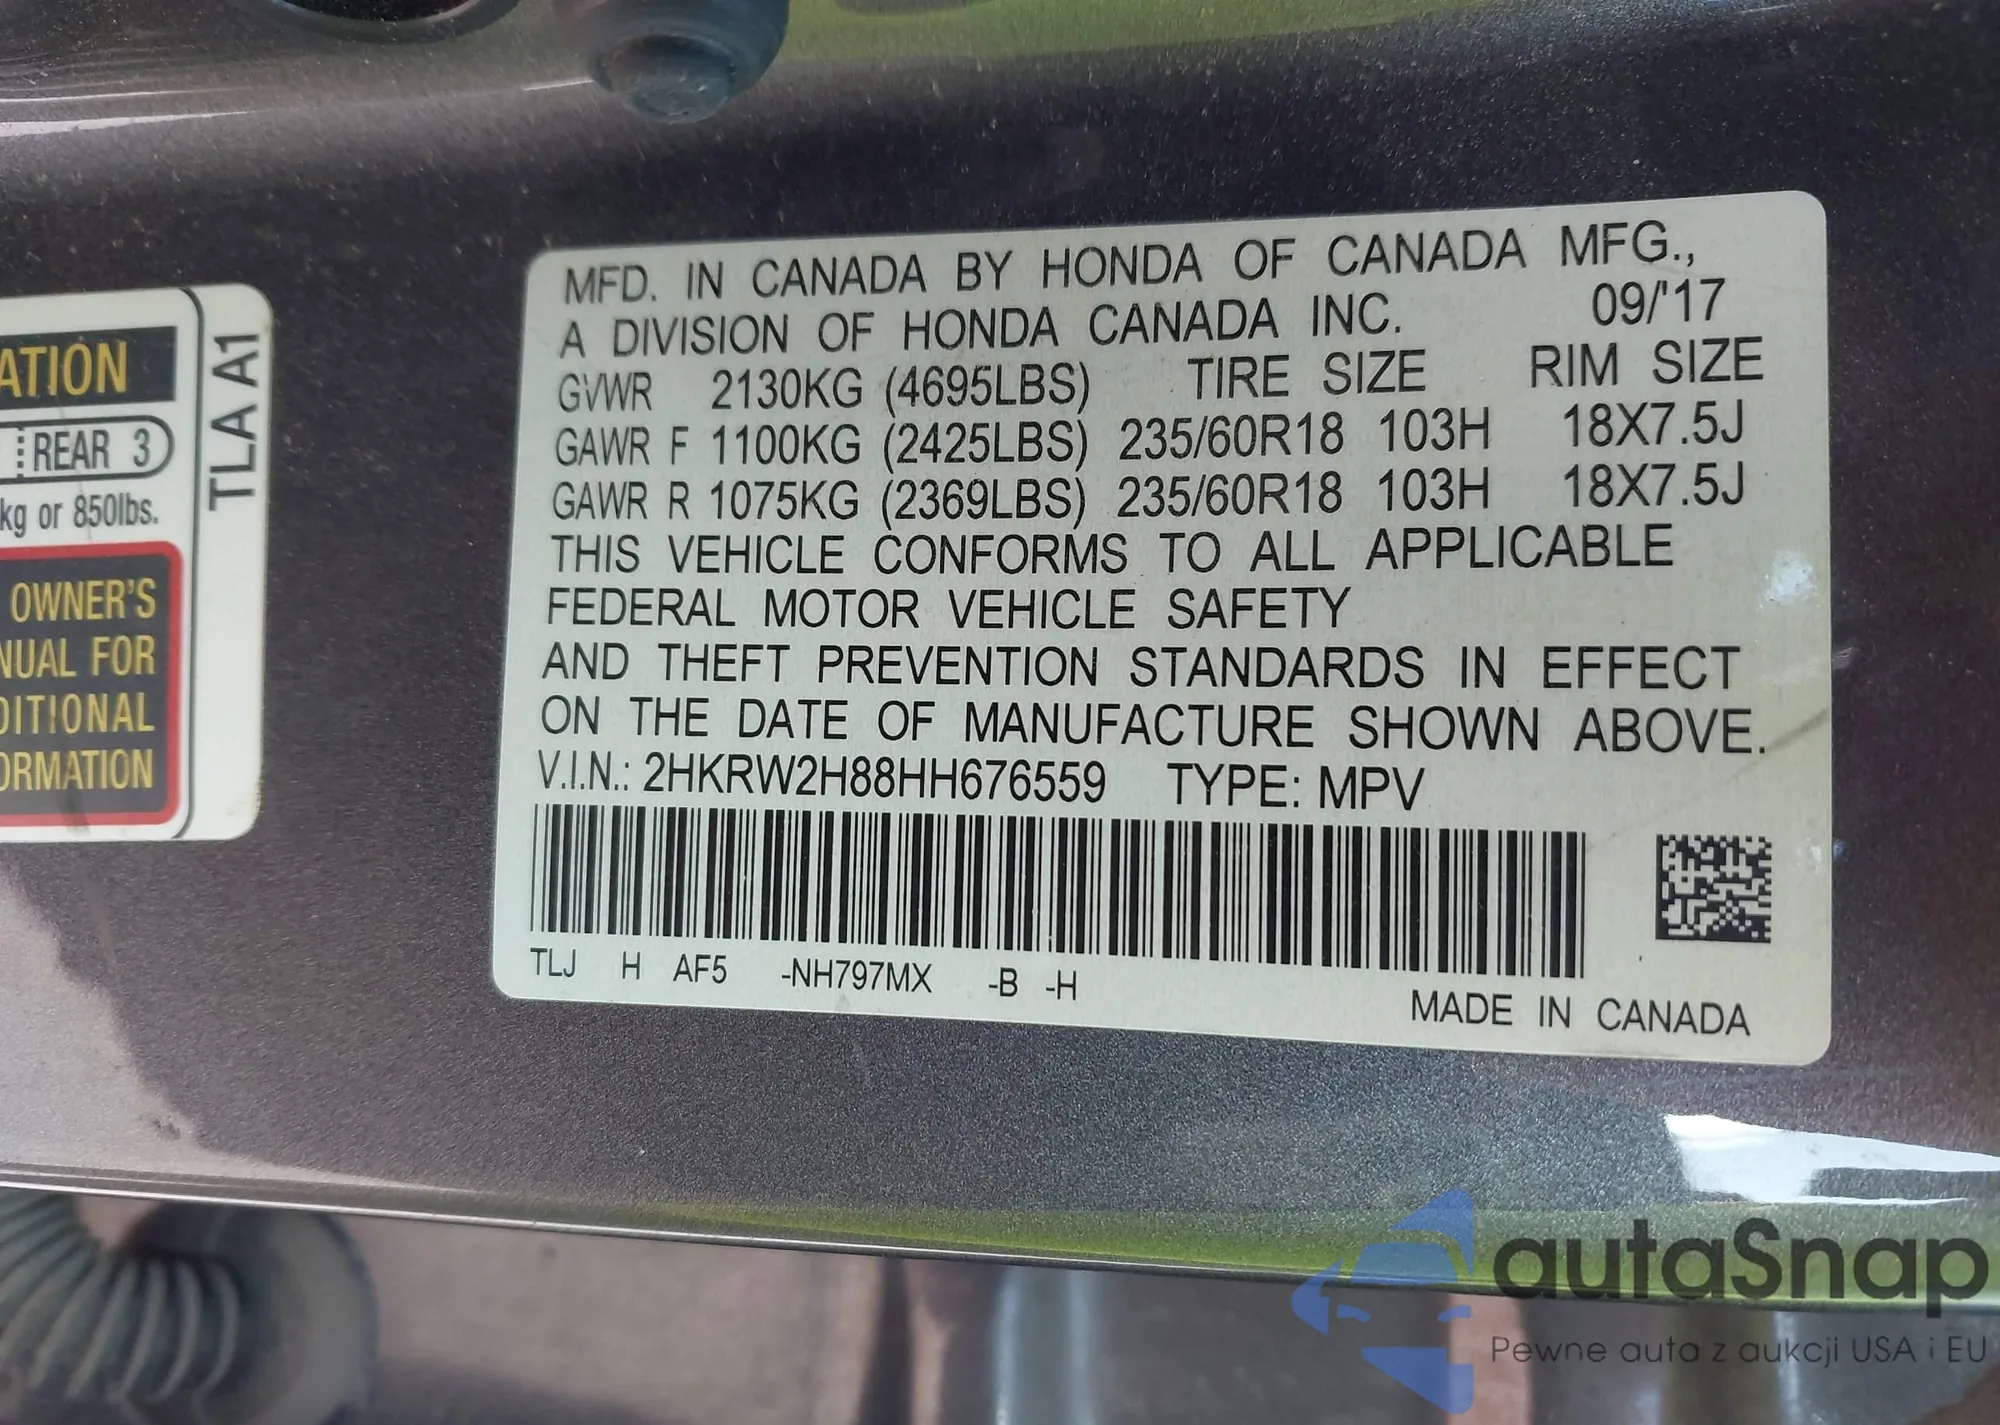 ATION
REAR 3
kg or 850lbs.
OWNER'S
NUAL FOR
DITIONAL
ORMATION
TLA A1
MFD. IN CANADA BY HONDA OF CANADA MFG.,
A DIVISION OF HONDA CANADA INC. 09/'17
GVWR 2130KG (4695LBS) TIRE SIZE RIM SIZE
GAWR F 1100KG (2425LBS) 235/60R18 103H 18X7.5J
GAWR R 1075KG (2369LBS) 235/60R18 103H 18X7.5J
THIS VEHICLE CONFORMS TO ALL APPLICABLE
FEDERAL MOTOR VEHICLE SAFETY
AND THEFT PREVENTION STANDARDS IN EFFECT
ON THE DATE OF MANUFACTURE SHOWN ABOVE.
V.I.N.: 2HKRW2H88HH676559 TYPE: MPV
TLJ H AF5 -NH797MX -B -H
MADE IN CANADA
autaSnap
Pewne auta z aukcji USA i EU